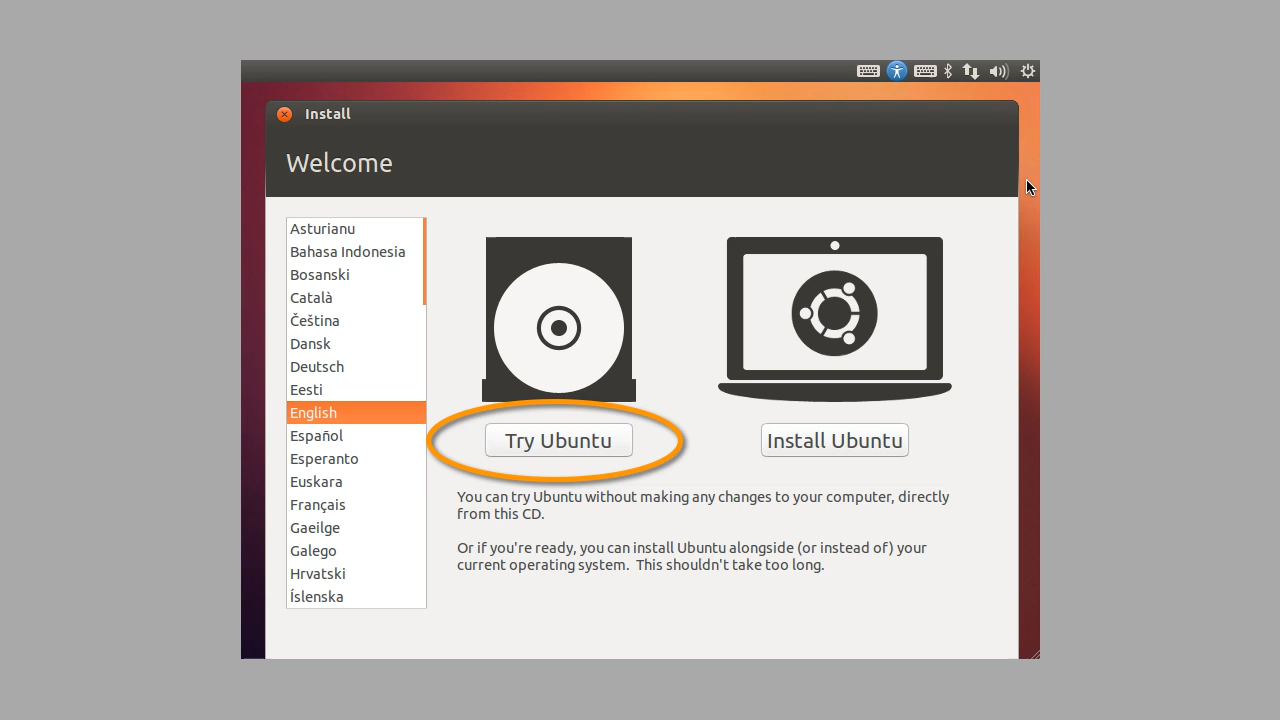 Install
Welcome
Asturianu
Bahasa Indonesia
Bosanski
Català
Čeština
Dansk
Deutsch
Eesti
English
Español
Esperanto
Euskara
Français
Gaeilge
Galego
Hrvatski
Íslenska
Try Ubuntu
Install Ubuntu
You can try Ubuntu without making any changes to your computer, directly
from this CD.
Or if you're ready, you can install Ubuntu alongside (or instead of) your
current operating system.  This shouldn't take too long.